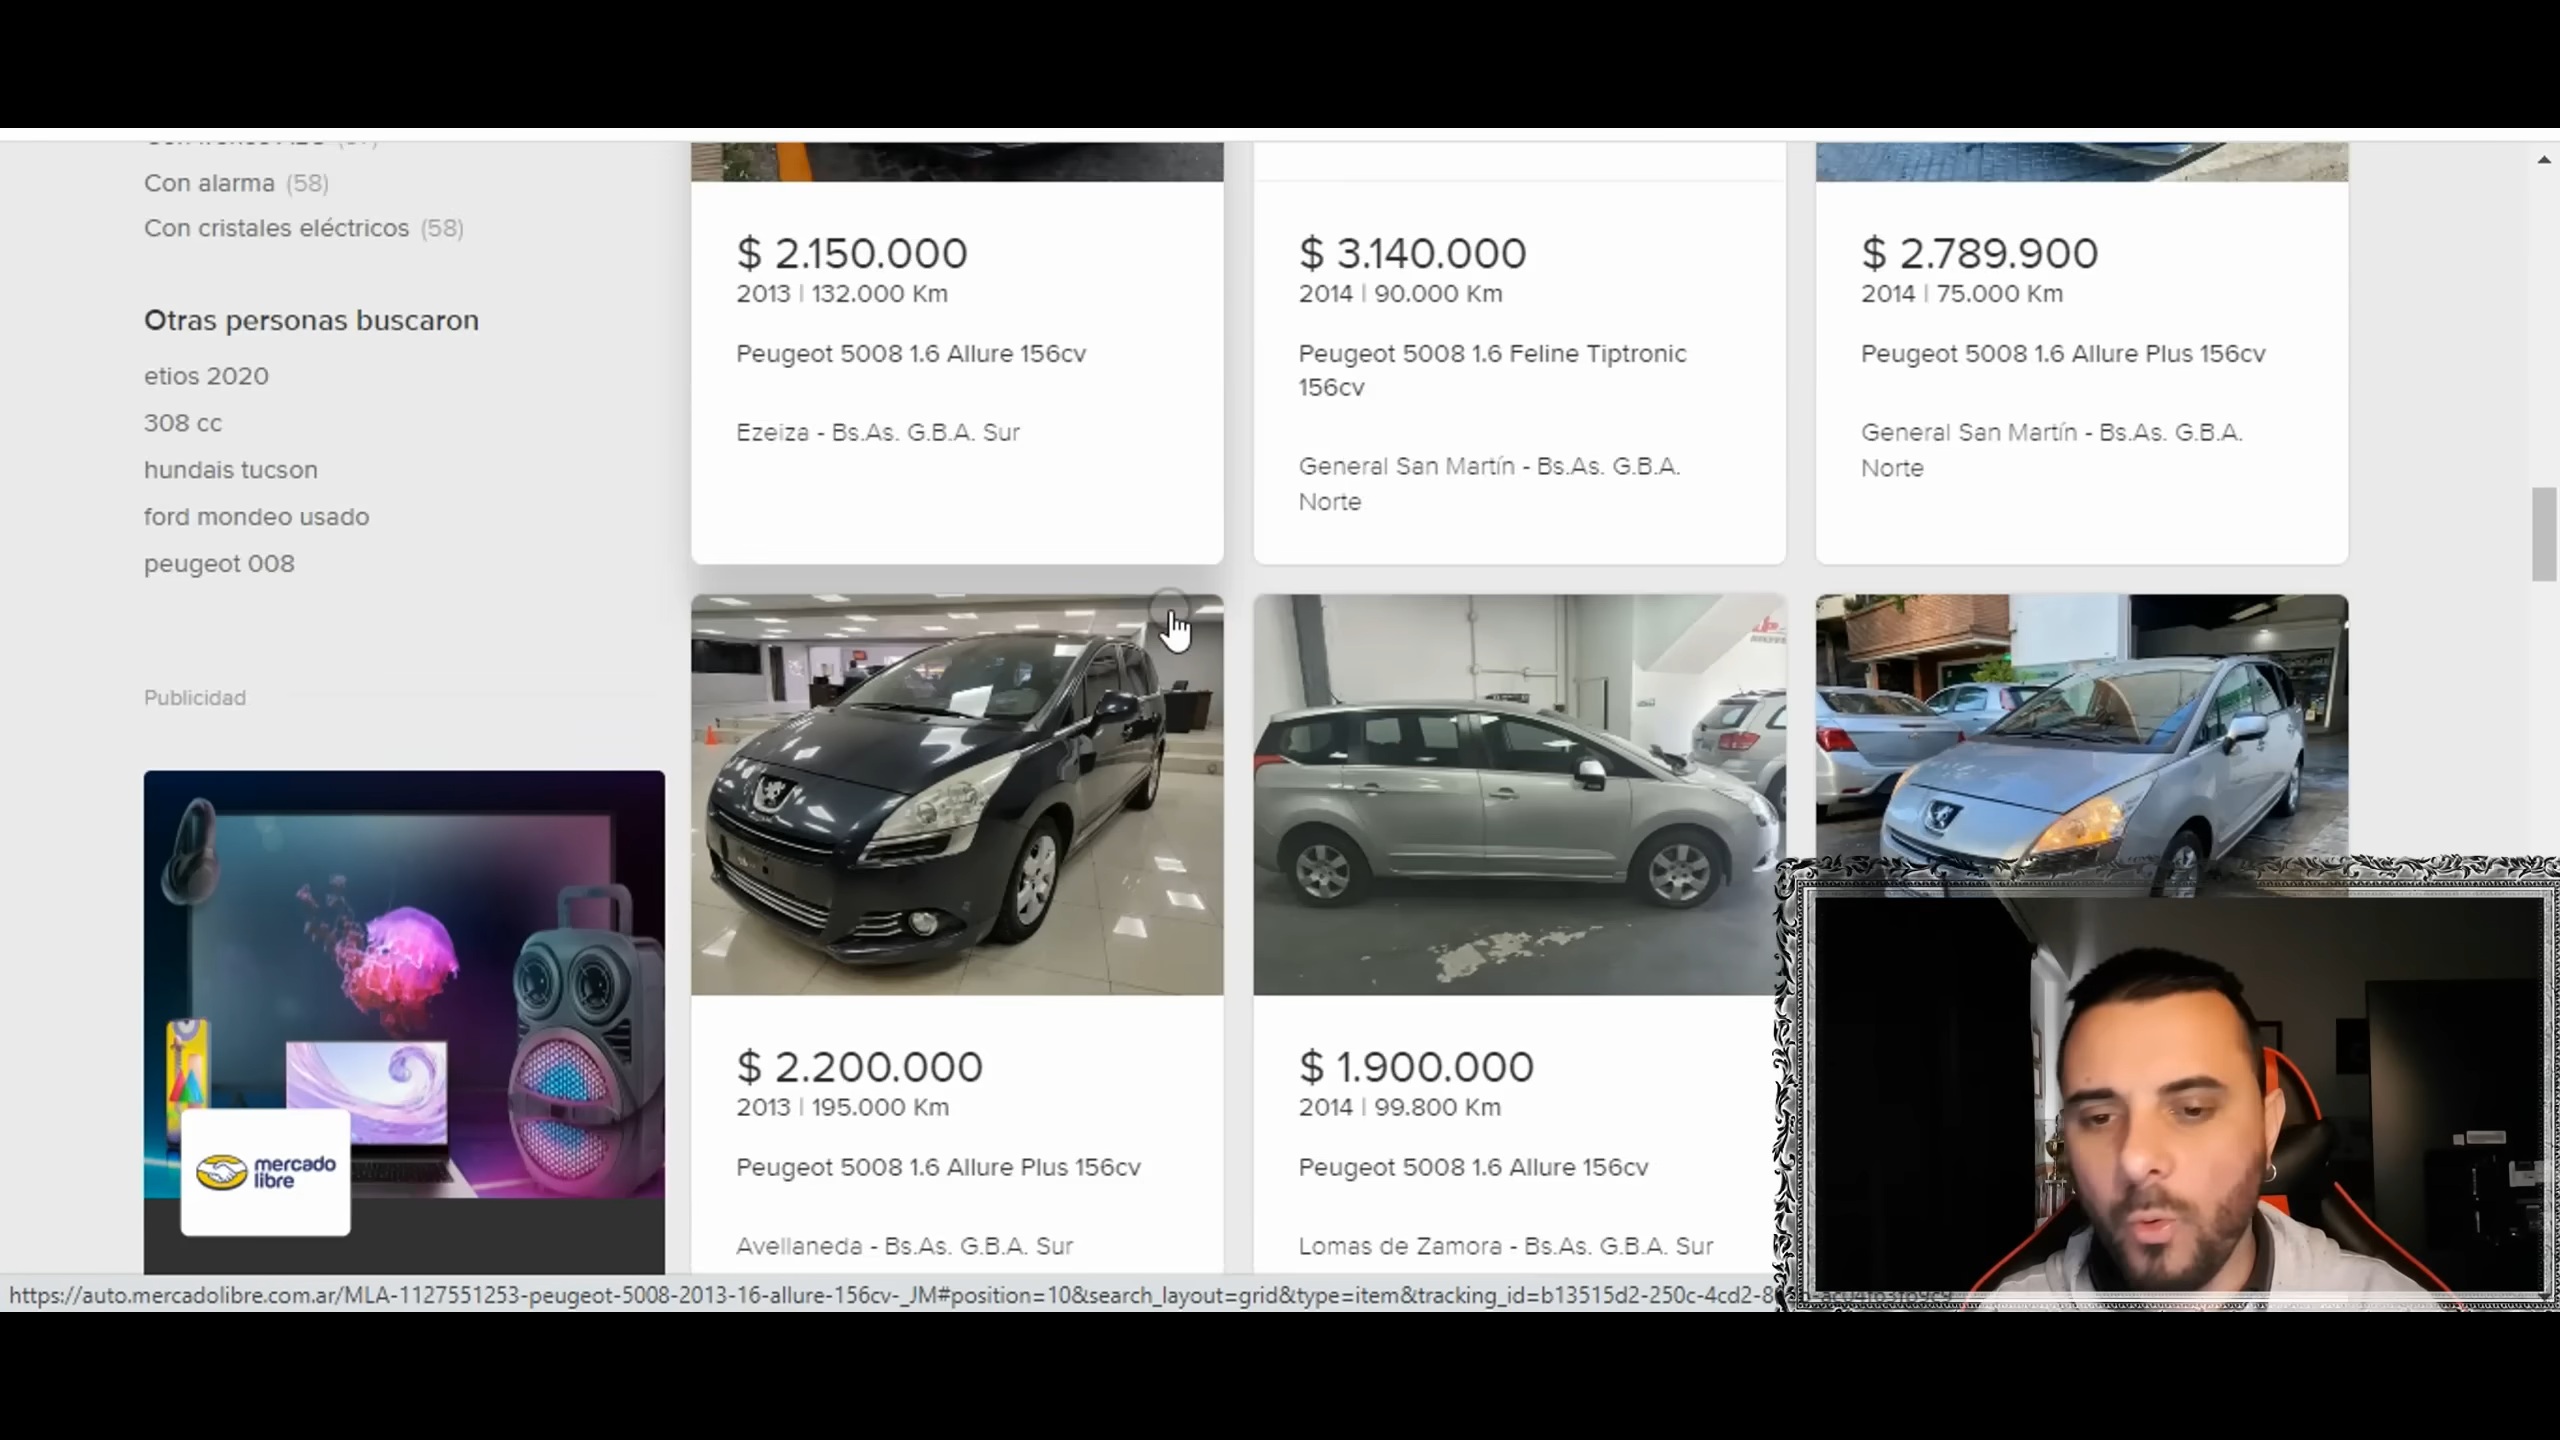 Con alarma (58)
Con cristales eléctricos (58)
Otras personas buscaron
etios 2020
308 cc
hundais tucson
ford mondeo usado
peugeot 008
Publicidad
mercado
libre
$ 2.150.000
2013 | 132.000 Km
Peugeot 5008 1.6 Allure 156cv
Ezeiza - Bs.As. G.B.A. Sur
$ 3.140.000
2014 | 90.000 Km
Peugeot 5008 1.6 Feline Tiptronic
156cv
General San Martín - Bs.As. G.B.A.
Norte
$ 2.789.900
2014 | 75.000 Km
Peugeot 5008 1.6 Allure Plus 156cv
General San Martín - Bs.As. G.B.A.
Norte
$ 2.200.000
2013 | 195.000 Km
Peugeot 5008 1.6 Allure Plus 156cv
Avellaneda - Bs.As. G.B.A. Sur
$ 1.900.000
2014 | 99.800 Km
Peugeot 5008 1.6 Allure 156cv
Lomas de Zamora - Bs.As. G.B.A. Sur
https://auto.mercadolibre.com.ar/MLA-1127551253-peugeot-5008-2013-16-allure-156cv-_JM#position=10&search_layout=grid&type=item&tracking_id=b13515d2-250c-4cd2-8